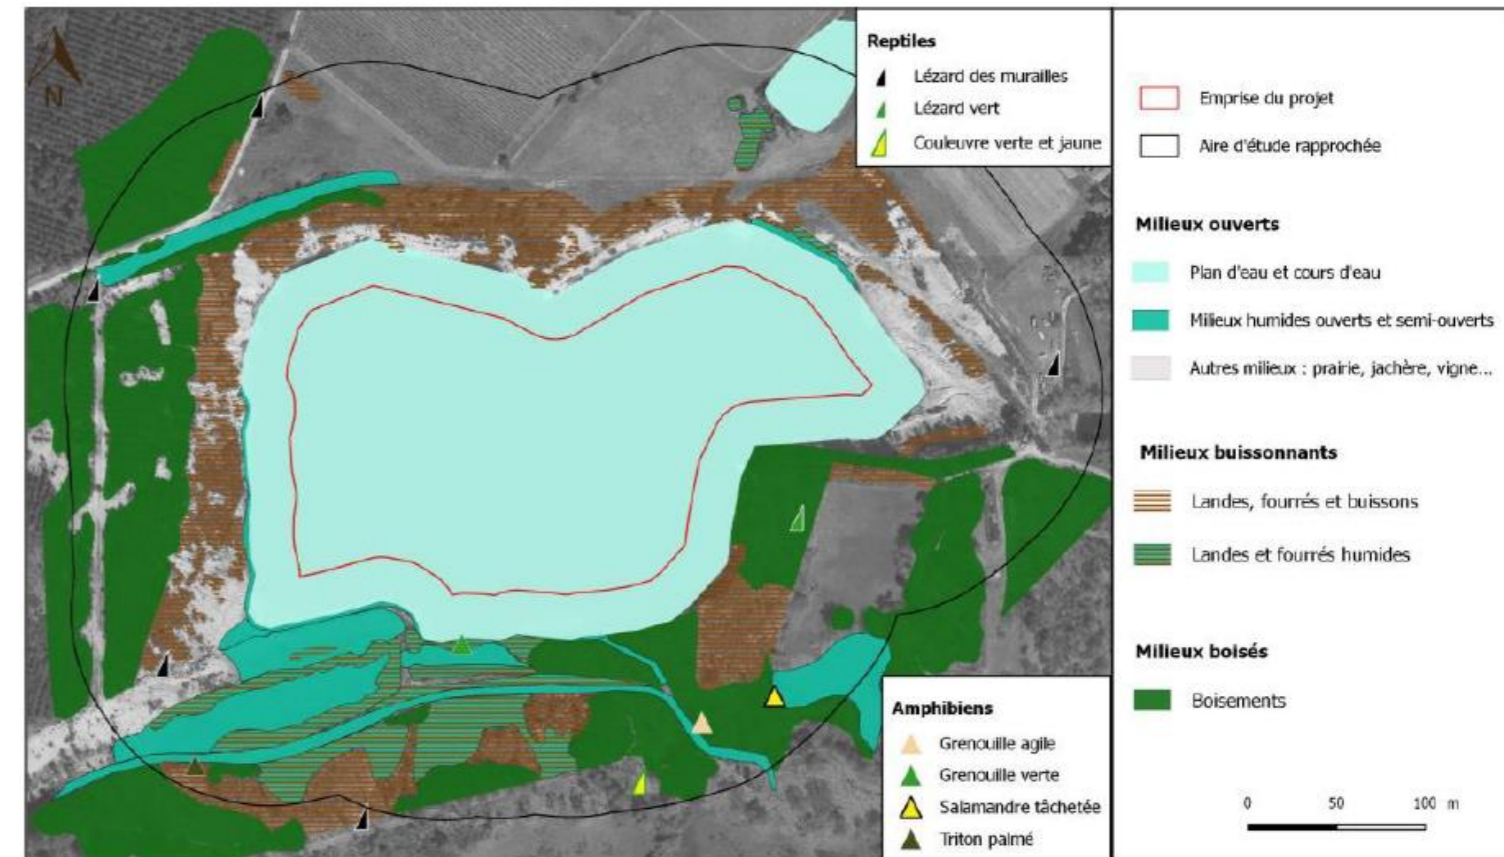 N
Reptiles
Lézard des murailles
Lézard vert
Couleuvre verte et jaune
Amphibiens
Grenouille agile
Grenouille verte
Salamandre tâchetée
Triton palmé
Emprise du projet
Aire d'étude rapprochée
Milieux ouverts
Plan d'eau et cours d'eau
Milieux humides ouverts et semi-ouverts
Autres milieux : prairie, jachère, vigne...
Milieux buissonnants
Landes, fourrés et buissons
Landes et fourrés humides
Milieux boisés
Boisements
0 50 100 m